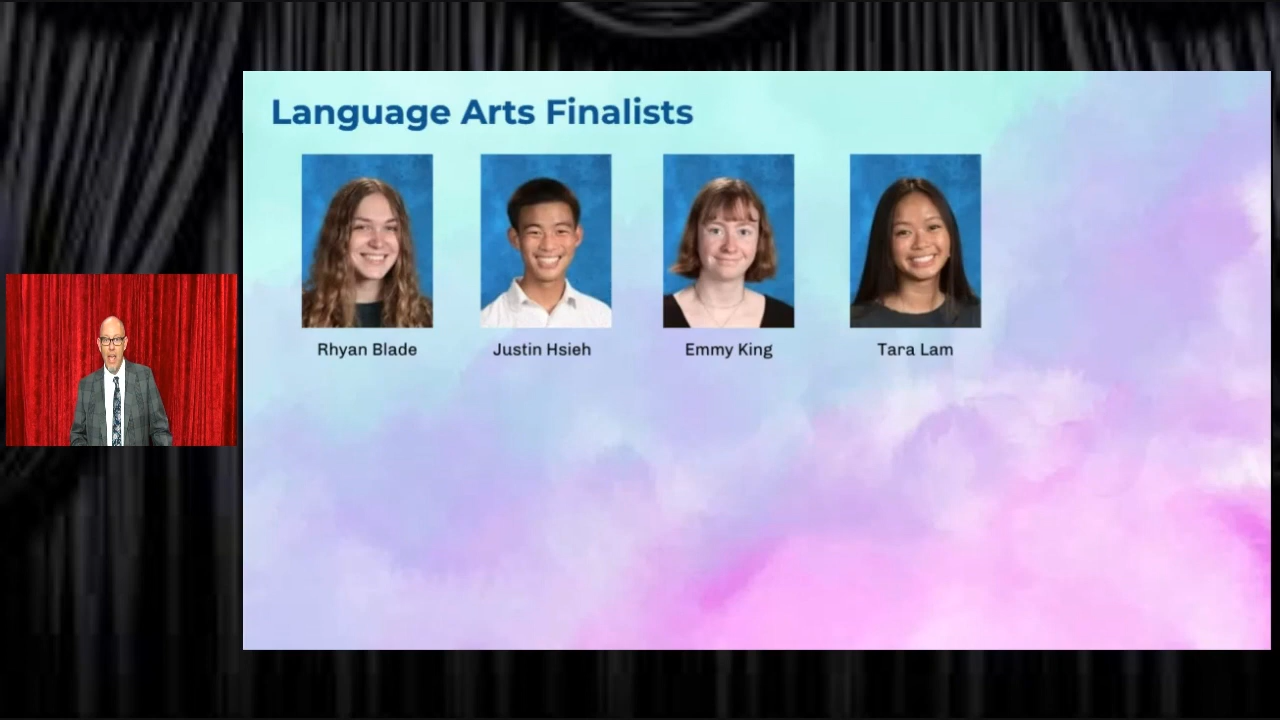 Language Arts Finalists
Rhyan Blade
Justin Hsieh
Emmy King
Tara Lam